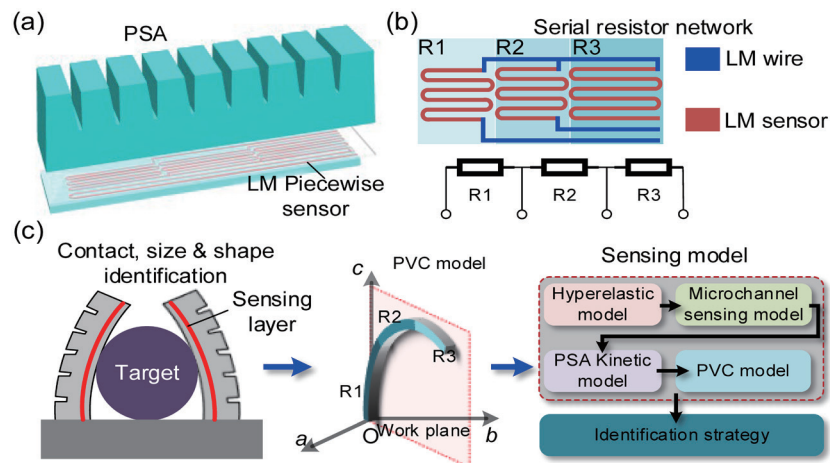 (a)
PSA
LM Piecewise
sensor
(b)
Serial resistor network
R1
R2
R3
LM wire
LM sensor
R1
R2
R3
(c)
Contact, size & shape
identification
Sensing
layer
Target
PVC model
c
R2
R3
R1
O
Work plane
a
b
Sensing model
Hyperelastic
model
Microchannel
sensing model
PSA Kinetic
model
PVC model
Identification strategy